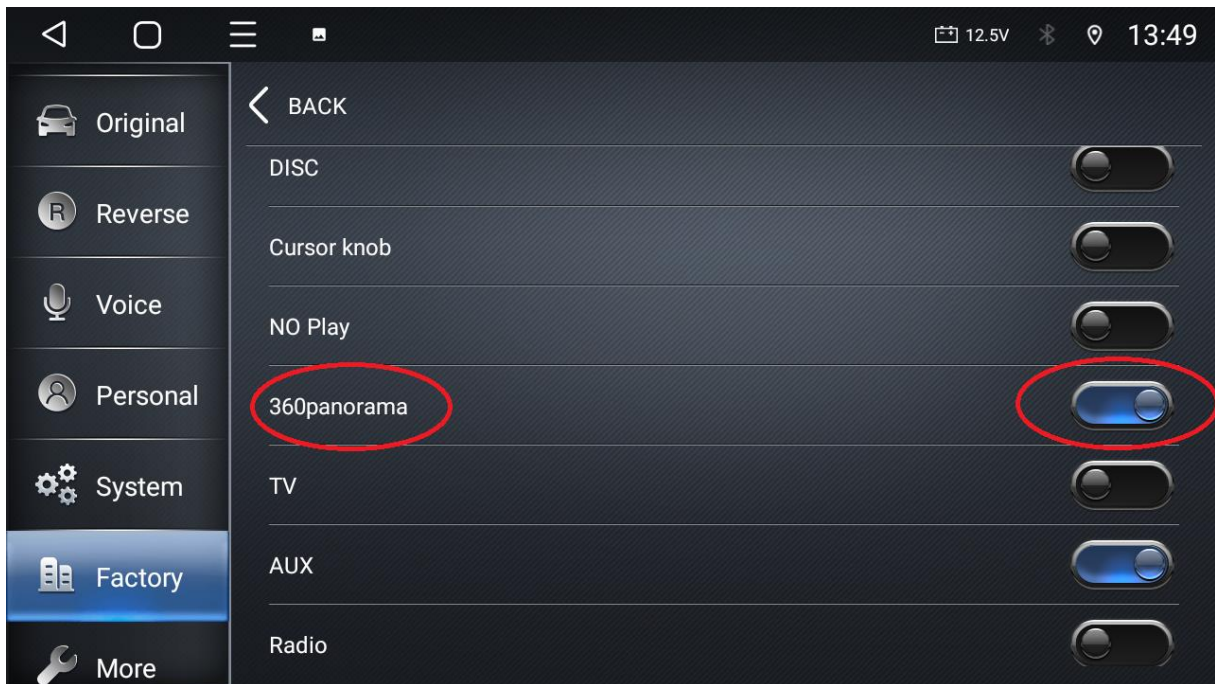 12.5V 13:49
Original
R Reverse
Voice
Personal
System
Factory
More
BACK
DISC
Cursor knob
NO Play
360panorama
TV
AUX
Radio